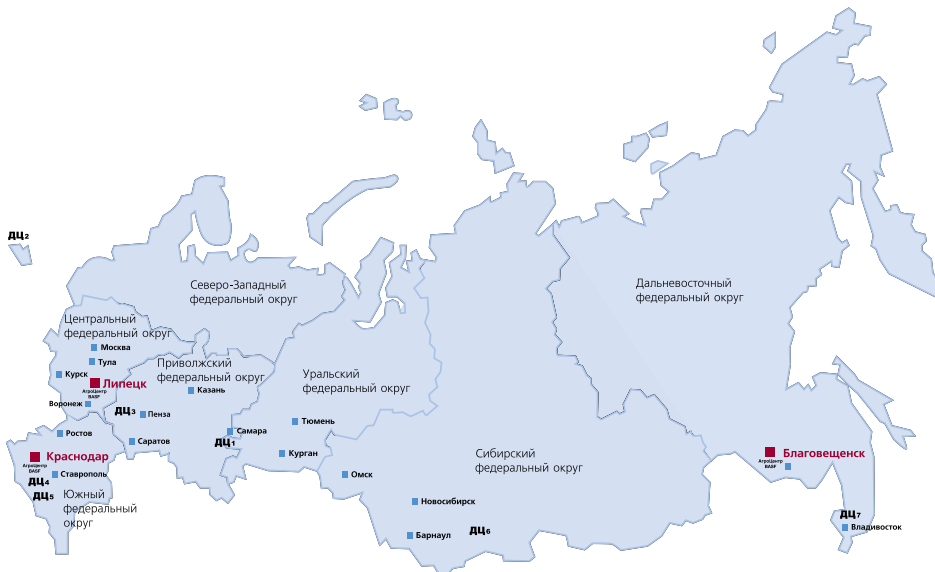 ДЦ2
Северо-Западный
федеральный округ
Дальневосточный
федеральный округ
Центральный
федеральный округ
Москва
Тула
Курск
Липецк
АгроЦентр
BASF
Воронеж
Приволжский
федеральный округ
Казань
ДЦ3
Пенза
Саратов
Самара
ДЦ1
Уральский
федеральный округ
Тюмень
Курган
Ростов
Краснодар
АгроЦентр
BASF
Ставрополь
ДЦ4
ДЦ5
Южный
федеральный
округ
Сибирский
федеральный округ
Омск
Новосибирск
Барнаул
ДЦ6
Благовещенск
АгроЦентр
BASF
ДЦ7
Владивосток